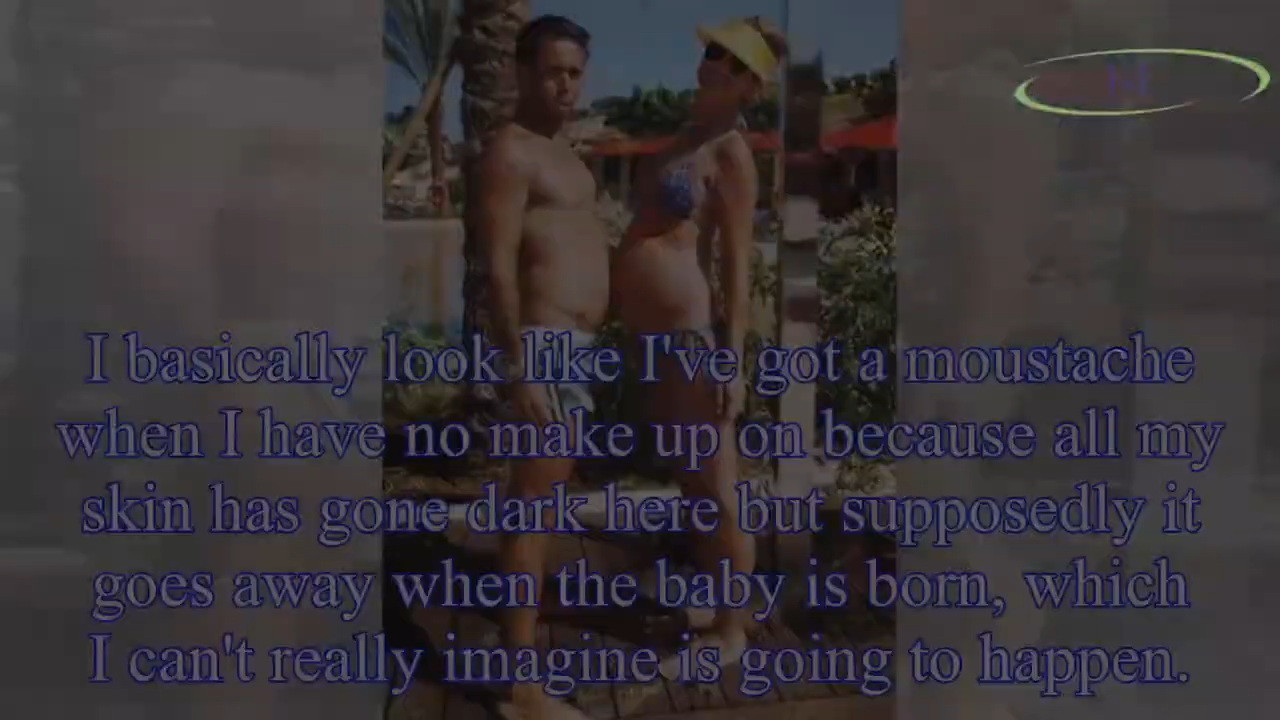 I basically look like I've got a moustache
when I have no make up on because all my
skin has gone dark here but supposedly it
goes away when the baby is born, which
I can't really imagine is going to happen.